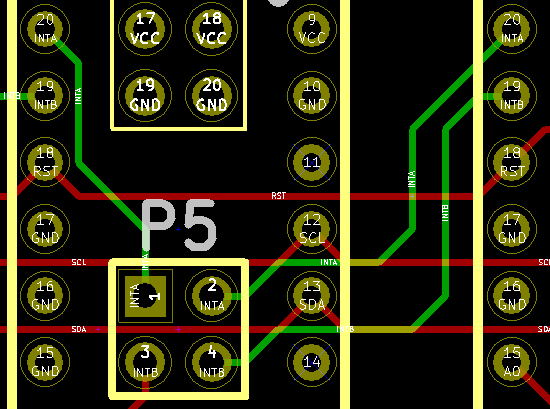 20
INTA
17
VCC
18
VCC
9
VCC
20
INTA
19
INTB
INTB
INTA
19
GND
20
GND
10
GND
19
INTB
18
RST
11
18
RST
INTA
RST
INTB
17
GND
P5
12
SCL
17
GND
SCL
INTA
INTA
SCL
16
GND
INTA
1
2
INTA
13
SDA
16
GND
SDA
INTB
SDA
15
GND
3
INTB
4
INTB
14
15
AO